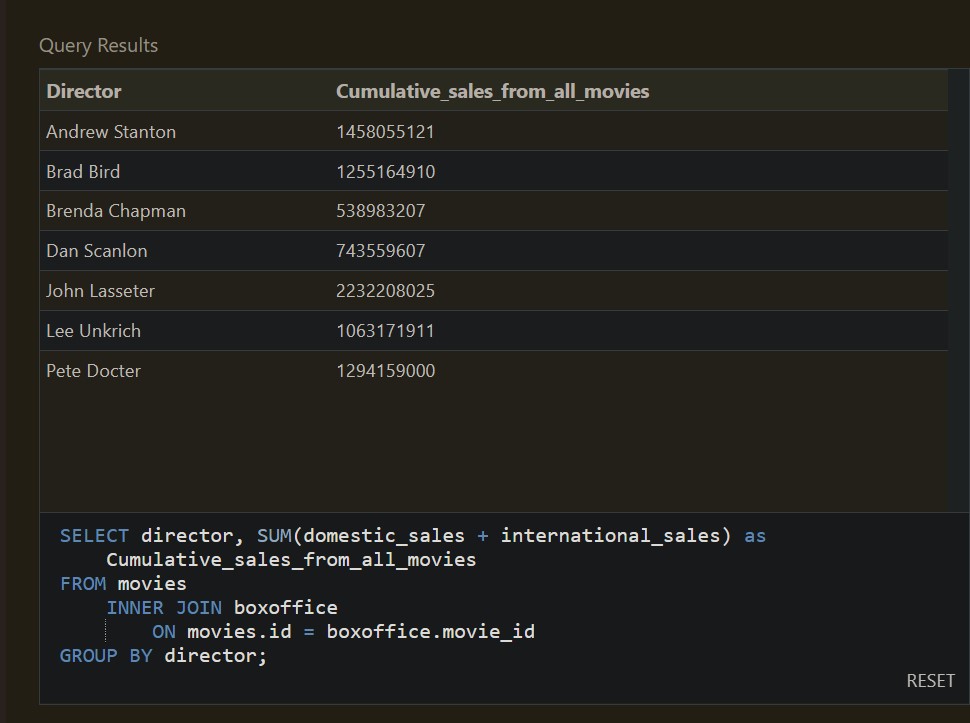 Query Results
Director Cumulative_sales_from_all_movies
Andrew Stanton 1458055121
Brad Bird 1255164910
Brenda Chapman 538983207
Dan Scanlon 743559607
John Lasseter 2232208025
Lee Unkrich 1063171911
Pete Docter 1294159000
SELECT director, SUM(domestic_sales + international_sales) as
    Cumulative_sales_from_all_movies
FROM movies
    INNER JOIN boxoffice
        ON movies.id = boxoffice.movie_id
GROUP BY director;
RESET